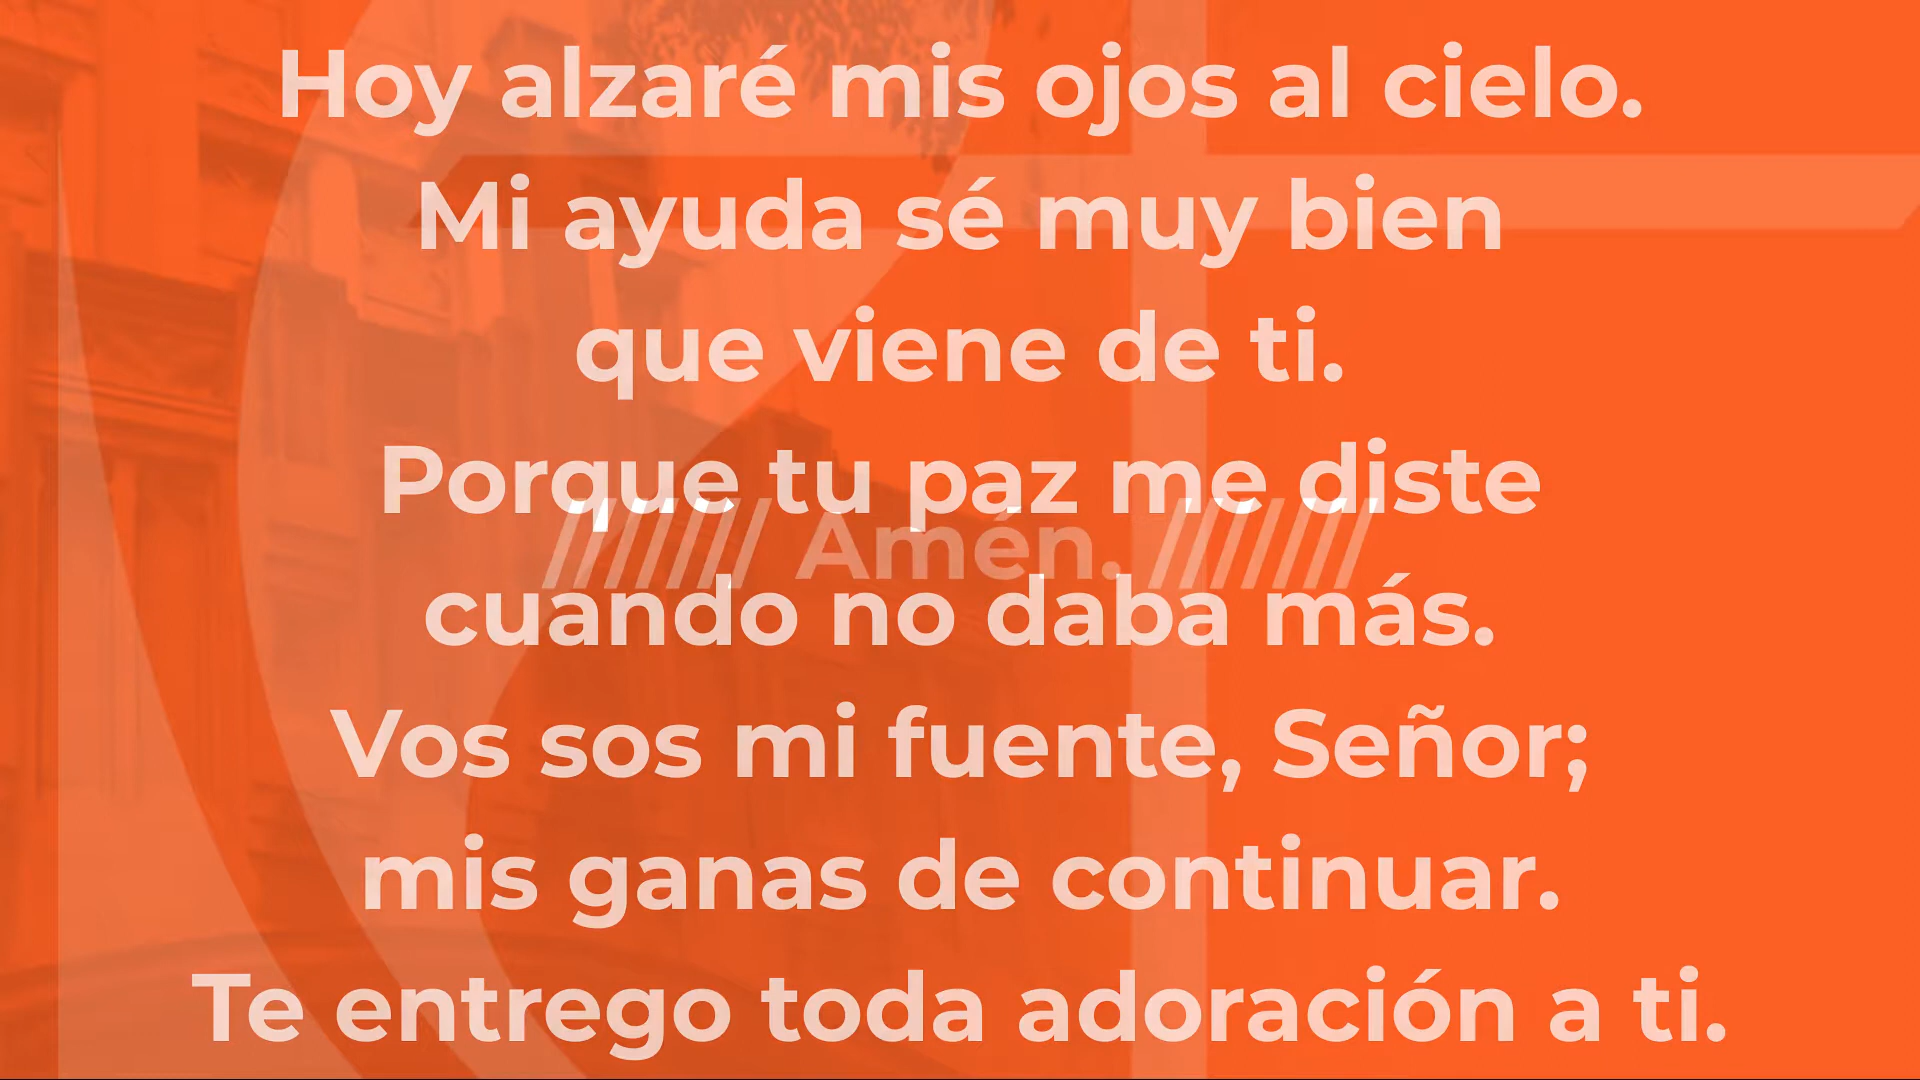 Hoy alzaré mis ojos al cielo.
Mi ayuda sé muy bien
que viene de ti.
Porque tu paz me diste
////// Amén. //////
cuando no daba más.
Vos sos mi fuente, Señor;
mis ganas de continuar.
Te entrego toda adoración a ti.